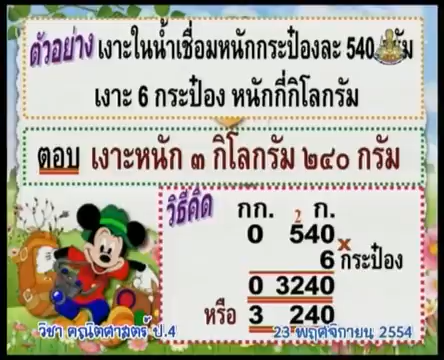 ตัวอย่าง เงาะในน้ำเชื่อมหนักกระป๋องละ 540 กรัม
เงาะ 6 กระป๋อง หนักกี่กิโลกรัม
ตอบ เงาะหนัก ๓ กิโลกรัม ๒๔๐ กรัม
วิธีคิด
กก. 2 ก.
0 540 x
6 กระป๋อง
0 3240
หรือ 3 240
วิชา คณิตศาสตร์ ป.4
23 พฤศจิกายน 2554